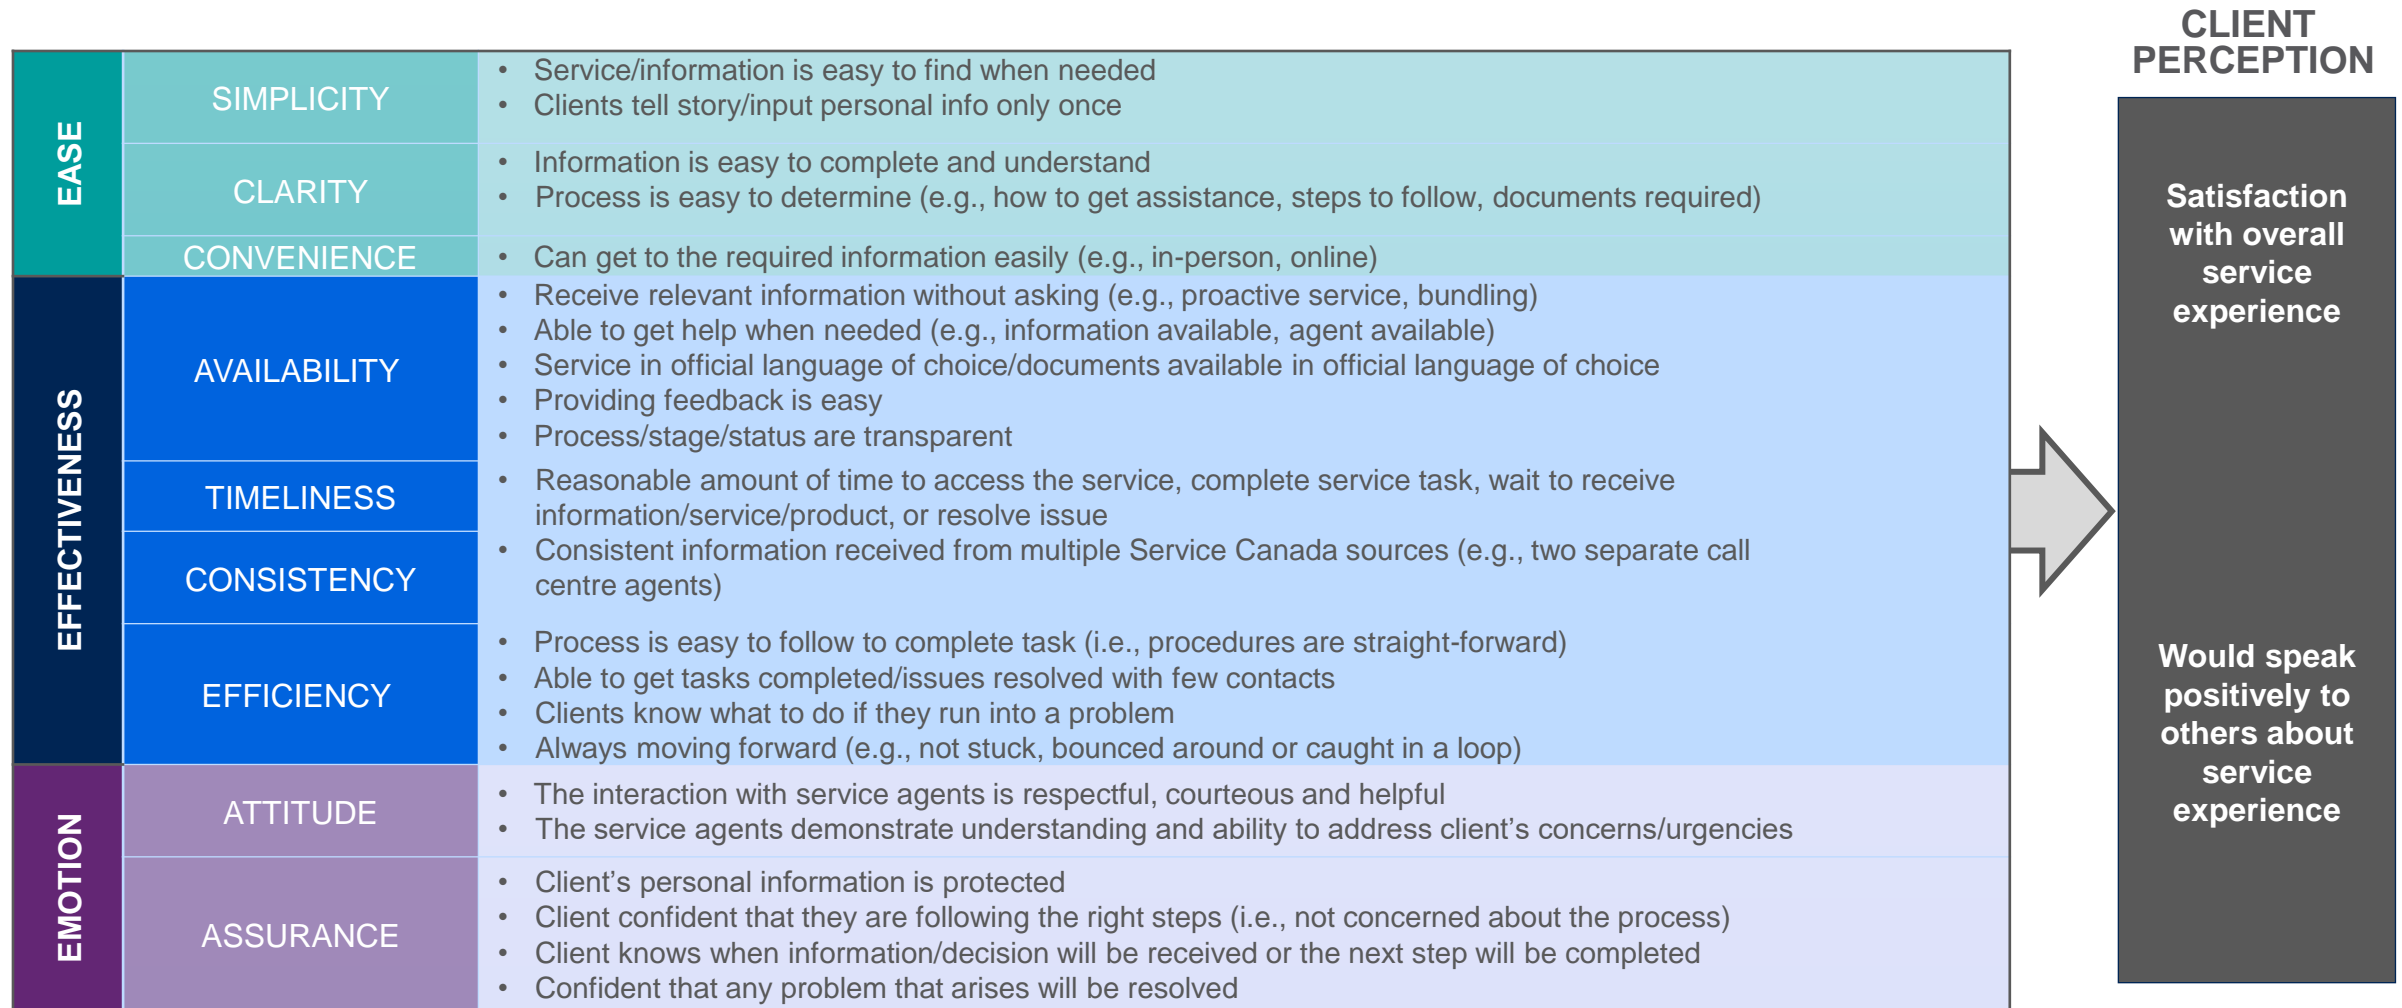 CLIENT
PERCEPTION
EASE
SIMPLICITY
• Service/information is easy to find when needed
• Clients tell story/input personal info only once
CLARITY
• Information is easy to complete and understand
• Process is easy to determine (e.g., how to get assistance, steps to follow, documents required)
CONVENIENCE
• Can get to the required information easily (e.g., in-person, online)
EFFECTIVENESS
AVAILABILITY
• Receive relevant information without asking (e.g., proactive service, bundling)
• Able to get help when needed (e.g., information available, agent available)
• Service in official language of choice/documents available in official language of choice
• Providing feedback is easy
• Process/stage/status are transparent
TIMELINESS
• Reasonable amount of time to access the service, complete service task, wait to receive
information/service/product, or resolve issue
CONSISTENCY
• Consistent information received from multiple Service Canada sources (e.g., two separate call
centre agents)
EFFICIENCY
• Process is easy to follow to complete task (i.e., procedures are straight-forward)
• Able to get tasks completed/issues resolved with few contacts
• Clients know what to do if they run into a problem
• Always moving forward (e.g., not stuck, bounced around or caught in a loop)
EMOTION
ATTITUDE
• The interaction with service agents is respectful, courteous and helpful
• The service agents demonstrate understanding and ability to address client’s concerns/urgencies
ASSURANCE
• Client’s personal information is protected
• Client confident that they are following the right steps (i.e., not concerned about the process)
• Client knows when information/decision will be received or the next step will be completed
• Confident that any problem that arises will be resolved
Satisfaction
with overall
service
experience
Would speak
positively to
others about
service
experience